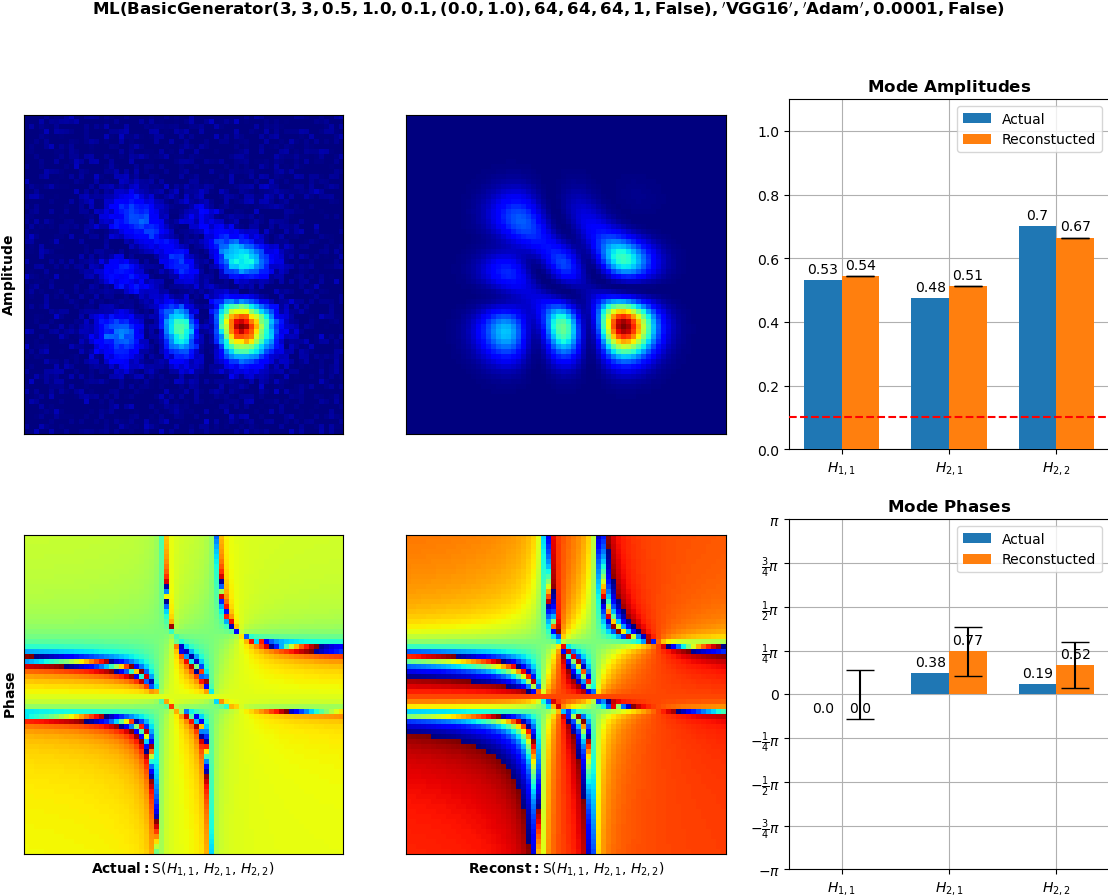 ML(BasicGenerator(3, 3, 0.5, 1.0, 0.1, (0.0, 1.0), 64, 64, 64, 1, False), ′VGG16′, ′Adam′, 0.0001, False)
Amplitude
Mode Amplitudes
Actual
Reconstucted
1.0
0.8
0.6
0.4
0.2
0.0
0.53
0.54
0.48
0.51
0.7
0.67
H1,1
H2,1
H2,2
Phase
Actual: S(H1,1, H2,1, H2,2)
Reconst: S(H1,1, H2,1, H2,2)
Mode Phases
Actual
Reconstucted
π
3/4π
1/2π
1/4π
0
−1/4π
−1/2π
−3/4π
−π
0.0
0.0
0.38
0.77
0.19
0.52
H1,1
H2,1
H2,2